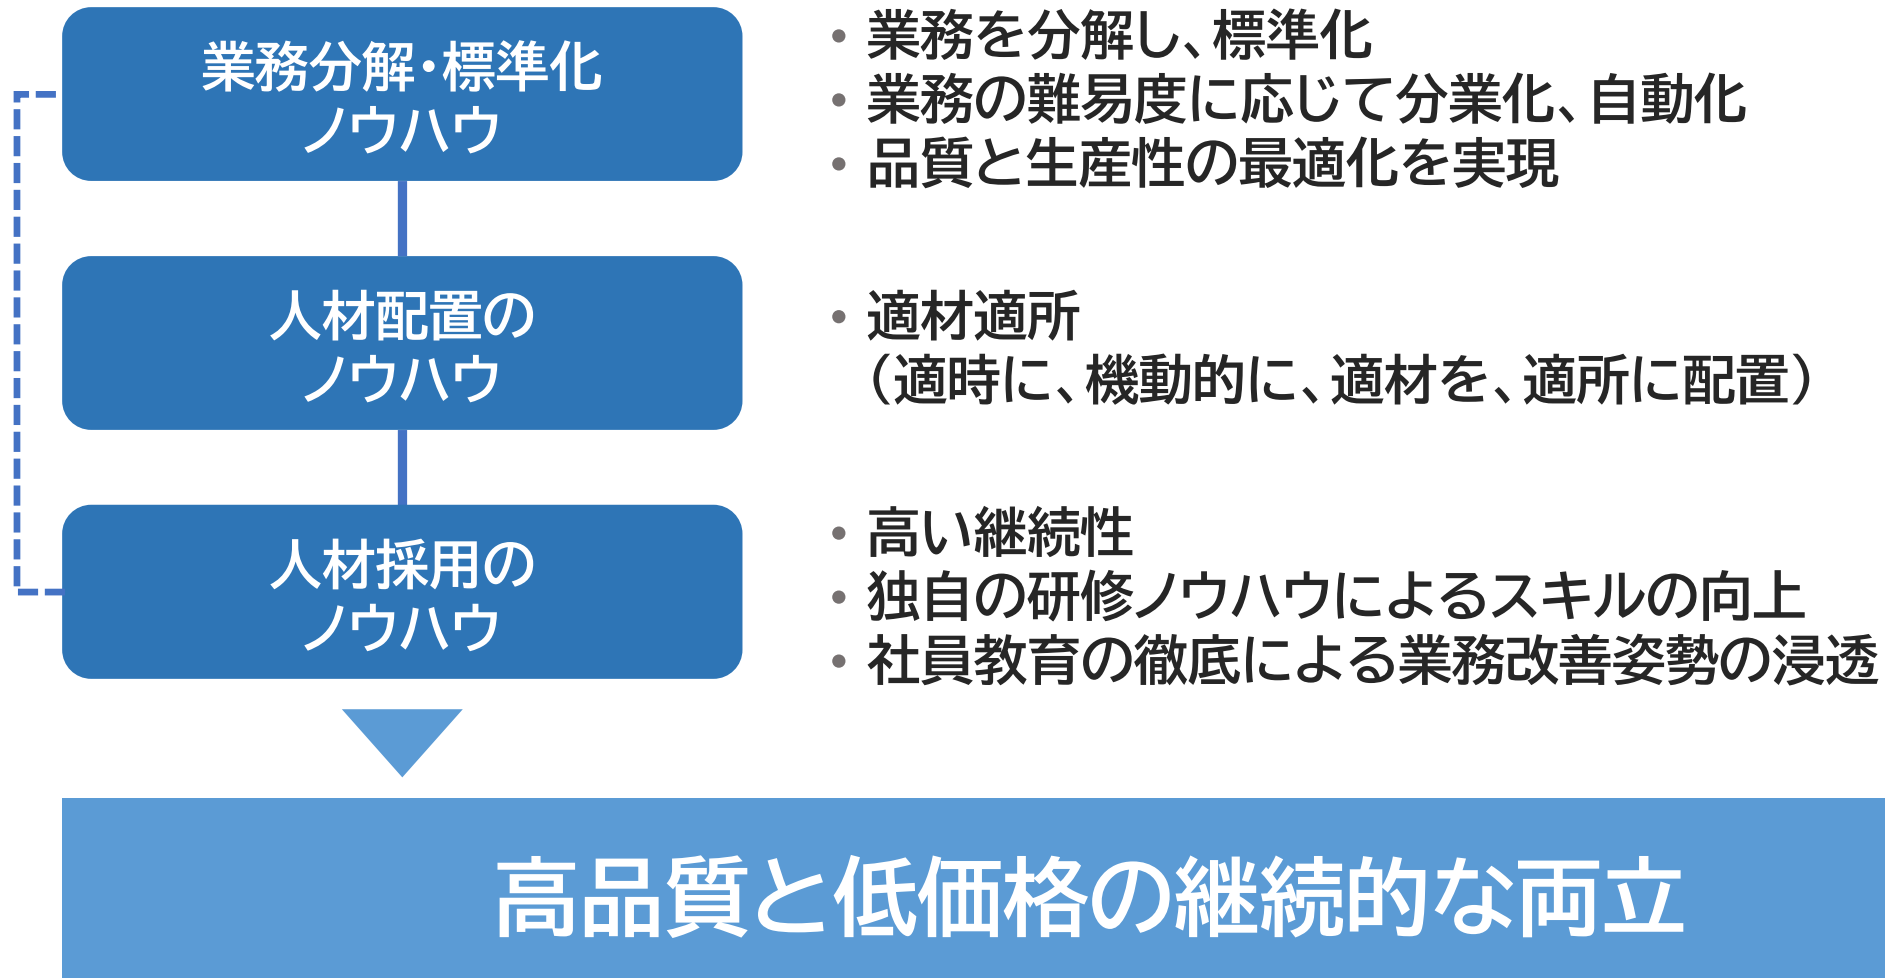 業務分解・標準化
ノウハウ
・業務を分解し、標準化
・業務の難易度に応じて分業化、自動化
・品質と生産性の最適化を実現
人材配置の
ノウハウ
・適材適所
（適時に、機動的に、適材を、適所に配置）
人材採用の
ノウハウ
・高い継続性
・独自の研修ノウハウによるスキルの向上
・社員教育の徹底による業務改善姿勢の浸透
高品質と低価格の継続的な両立